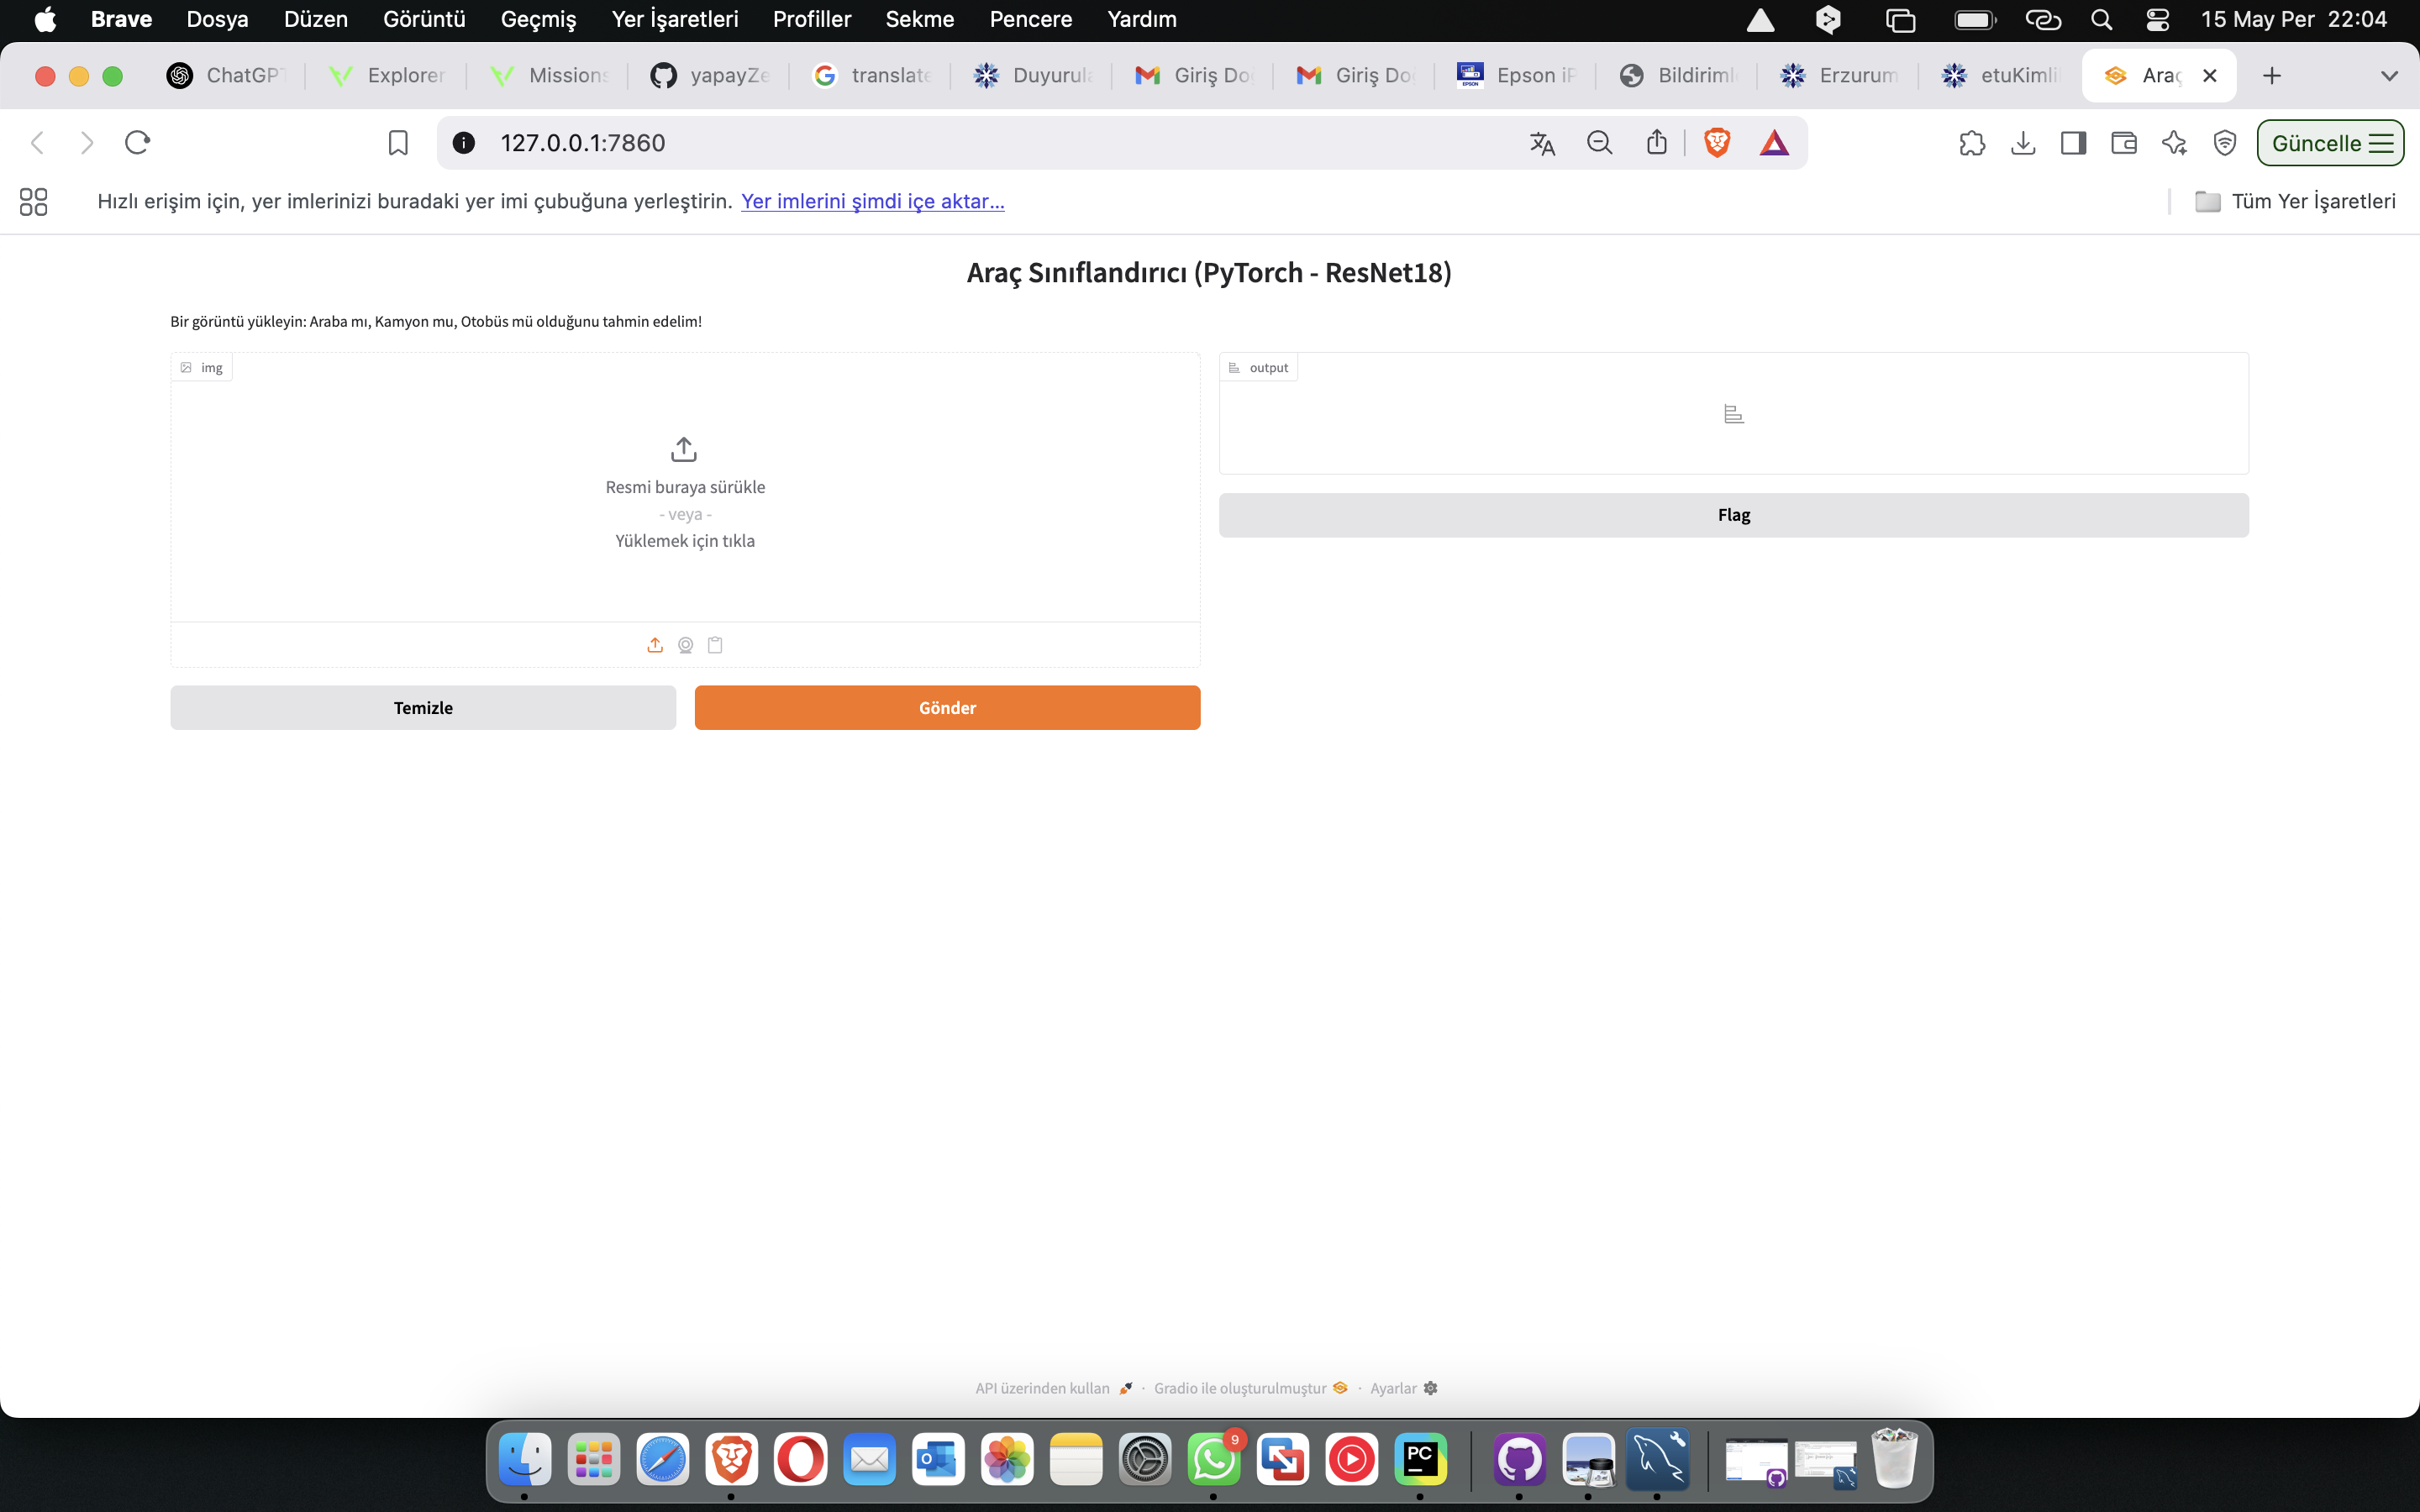 Brave Dosya Düzen Görüntü Geçmiş Yer İşaretleri Profiller Sekme Pencere Yardım 15 May Per 22:04
ChatGPT Explorer Missions yapayZe translate Duyurula Giriş Do Giriş Do Epson iP Bildirimle Erzurum etuKimli Araç
127.0.0.1:7860 Güncelle
Hızlı erişim için, yer imlerinizi buradaki yer imi çubuğuna yerleştirin. Yer imlerini şimdi içe aktar... Tüm Yer İşaretleri
Araç Sınıflandırıcı (PyTorch - ResNet18)
Bir görüntü yükleyin: Araba mı, Kamyon mu, Otobüs mü olduğunu tahmin edelim!
img
Resmi buraya sürükle
- veya -
Yüklemek için tıkla
Temizle
Gönder
output
Flag
API üzerinden kullan · Gradio ile oluşturulmuştur · Ayarlar
9
PC